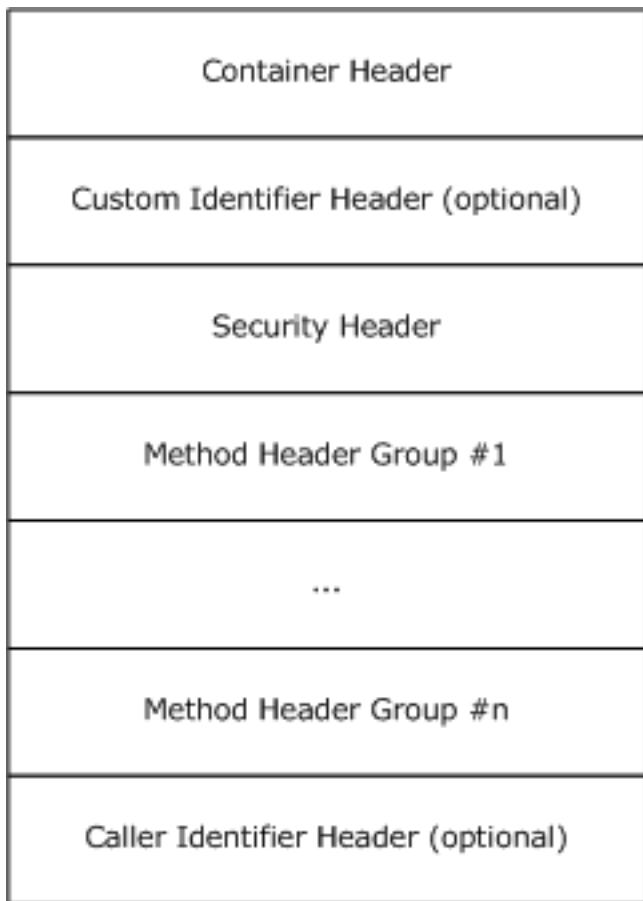 Container Header
Custom Identifier Header (optional)
Security Header
Method Header Group #1
...
Method Header Group #n
Caller Identifier Header (optional)